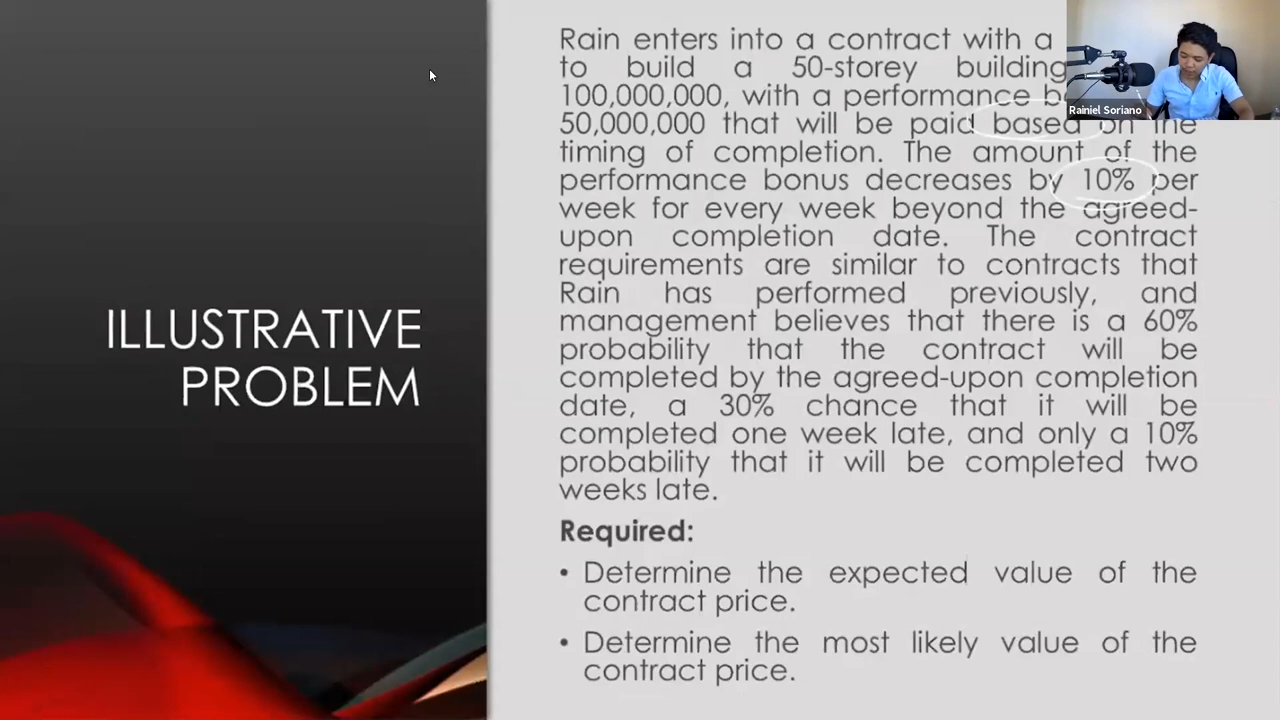 ILLUSTRATIVE
PROBLEM
Rain enters into a contract with a
to build a 50-storey building
100,000,000, with a performance
50,000,000 that will be paid based on the
timing of completion. The amount of the
performance bonus decreases by 10% per
week for every week beyond the agreed-
upon completion date. The contract
requirements are similar to contracts that
Rain has performed previously, and
management believes that there is a 60%
probability that the contract will be
completed by the agreed-upon completion
date, a 30% chance that it will be
completed one week late, and only a 10%
probability that it will be completed two
weeks late.
Required:
• Determine the expected value of the
contract price.
• Determine the most likely value of the
contract price.
Rainiel Soriano